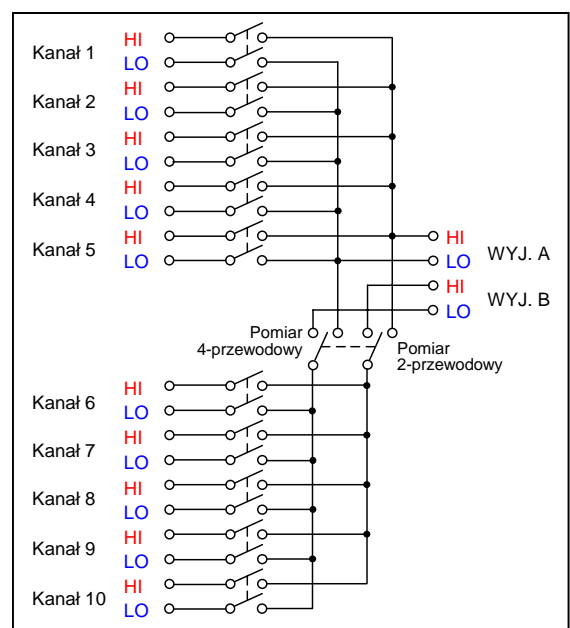 Kanał 1 HI
LO
Kanał 2 HI
LO
Kanał 3 HI
LO
Kanał 4 HI
LO
Kanał 5 HI
LO
HI
LO WYJ. A
HI
LO WYJ. B
Pomiar
4-przewodowy
Pomiar
2-przewodowy
Kanał 6 HI
LO
Kanał 7 HI
LO
Kanał 8 HI
LO
Kanał 9 HI
LO
Kanał 10 HI
LO